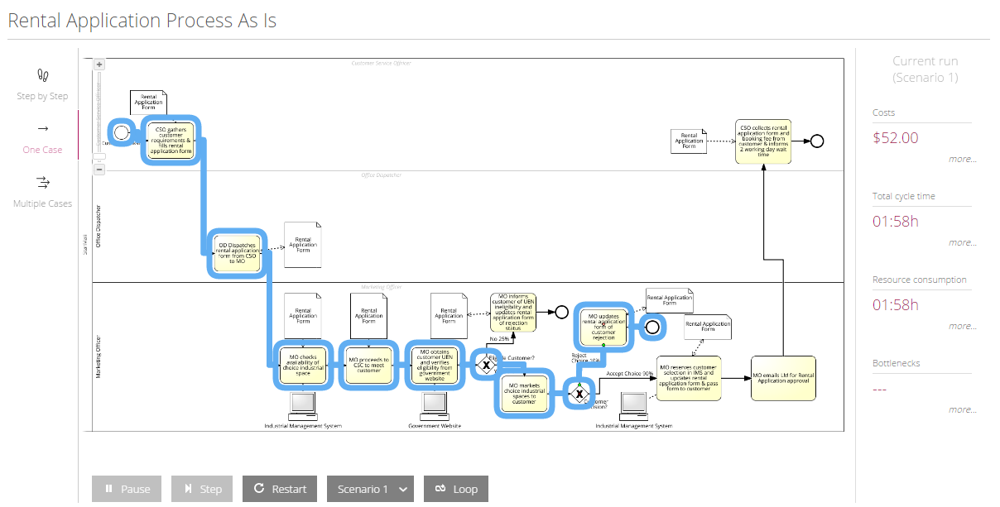 Rental Application Process As Is
Step by Step
One Case
Multiple Cases
Customer Service Officer
Rental
Application
Form
CSO gathers
customer
requirements &
fills rental
application form
Rental
Application
Form
CSO collects rental
application form and
booking fee from
customer & informs
2 working day wait
time
Office Dispatcher
Office Dispatcher
OD Dispatches
rental application
form from CSO
to MO
Rental
Application
Form
Marketing Officer
Marketing Officer
Rental
Application
Form
Rental
Application
Form
Rental
Application
Form
MO informs
customer of UEN
ineligibility and
updates rental
application form
of rejection
status
MO updates
rental application
form of
customer
rejection
Rental Application
Form
Rental Application
Form
No 25%
Customer?
MO checks
availability of
choice industrial
space
MO proceeds to
CSC to meet
customer
MO obtains
customer UEN
and verifies
eligibility from
government
website
X
MO markets
choice industrial
spaces to
customer
Reject
Choice 10%
X
Accept Choice 90%
MO reserves customer
selection in IMS and
updates rental
application form & pass
form to customer
MO emails LM for Rental
Application approval
Industrial Management System
Government Website
Industrial Management System
Current run
(Scenario 1)
Costs
$52.00
more...
Total cycle time
01:58h
more...
Resource consumption
01:58h
more...
Bottlenecks
---
more...
Pause
Step
Restart
Scenario 1
Loop